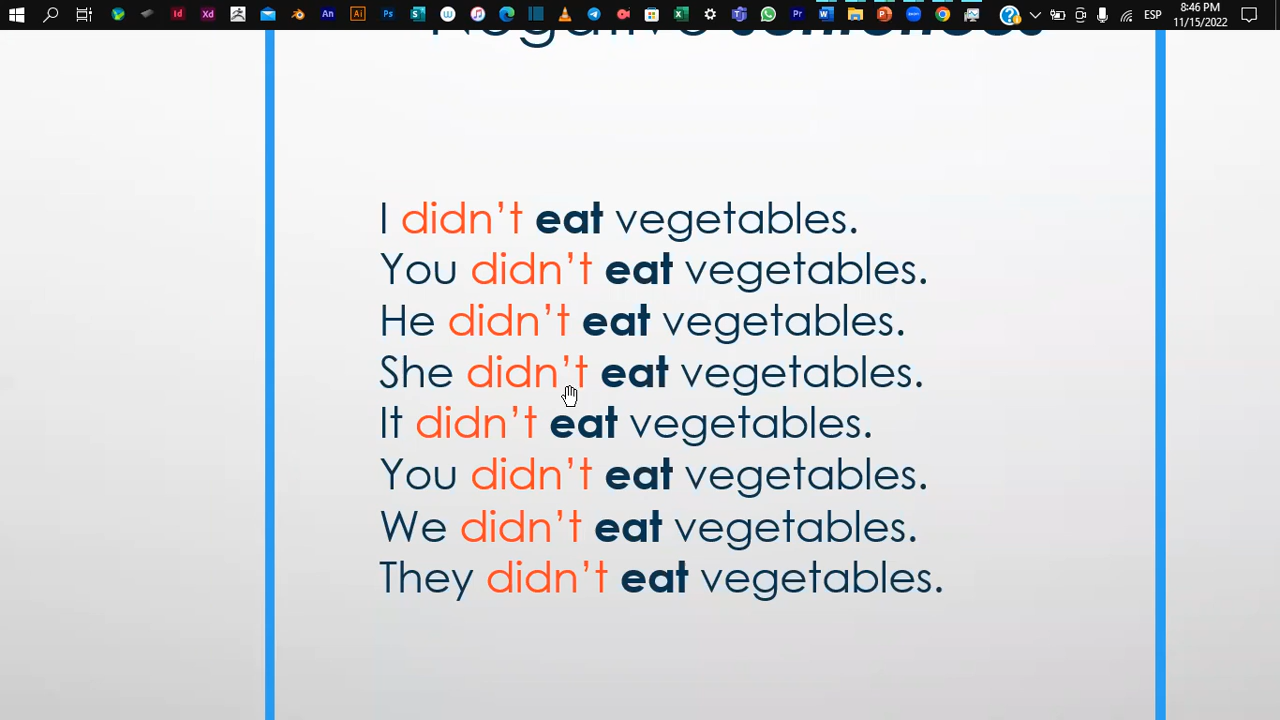 8:46 PM
ESP
11/15/2022
Negative sentences
I didn’t eat vegetables.
You didn’t eat vegetables.
He didn’t eat vegetables.
She didn’t eat vegetables.
It didn’t eat vegetables.
You didn’t eat vegetables.
We didn’t eat vegetables.
They didn’t eat vegetables.